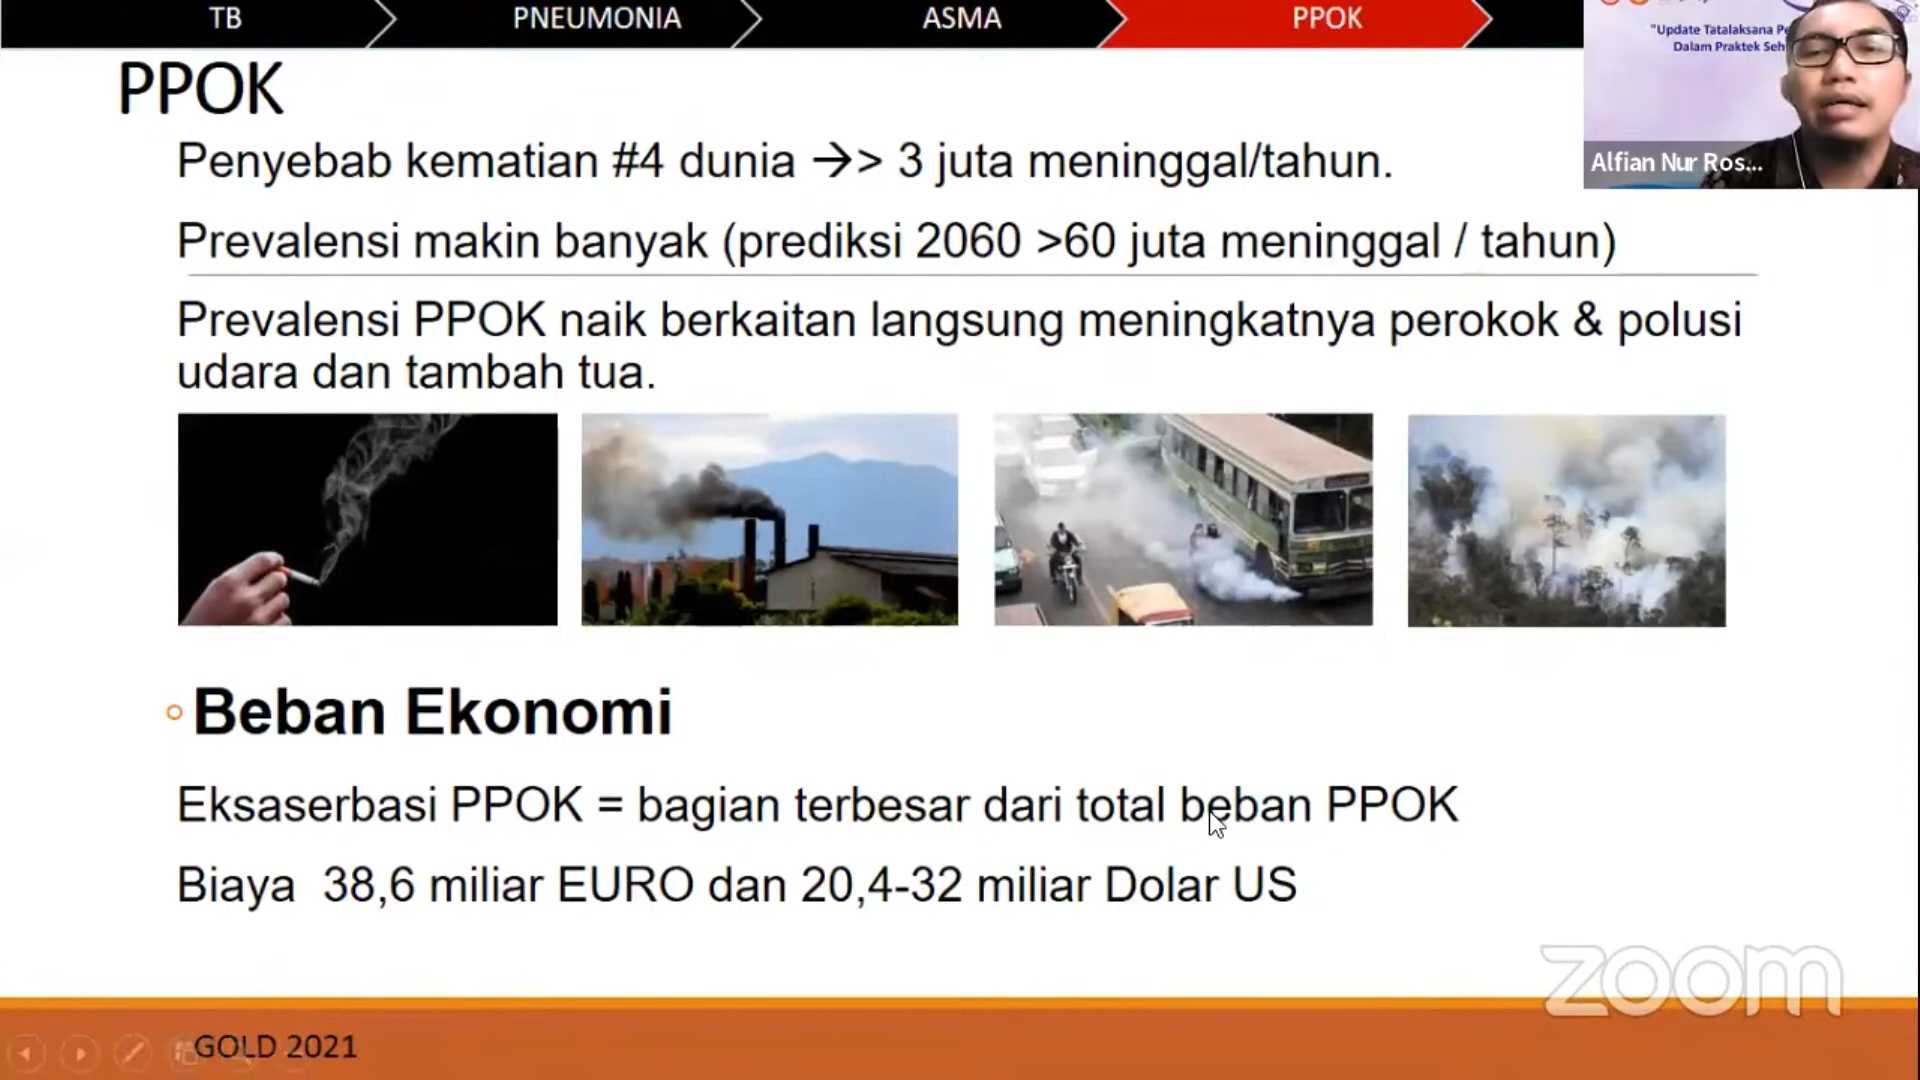 TB
PNEUMONIA
ASMA
PPOK
"Update Tatalaksana
Dalam Praktek
Alfian Nur Ros...
PPOK
Penyebab kematian #4 dunia →> 3 juta meninggal/tahun.
Prevalensi makin banyak (prediksi 2060 >60 juta meninggal / tahun)
Prevalensi PPOK naik berkaitan langsung meningkatnya perokok & polusi
udara dan tambah tua.
Beban Ekonomi
Eksaserbasi PPOK = bagian terbesar dari total beban PPOK
Biaya 38,6 miliar EURO dan 20,4-32 miliar Dolar US
zoom
GOLD 2021